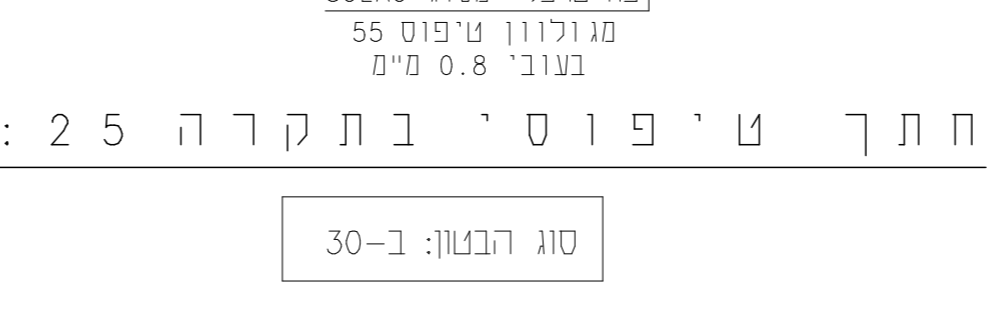 מגולוון טיפוס 55
בעובי 0.8 מ"מ
חתך טיפוסי בתקרה 25:
סוג הבטון: ב-30